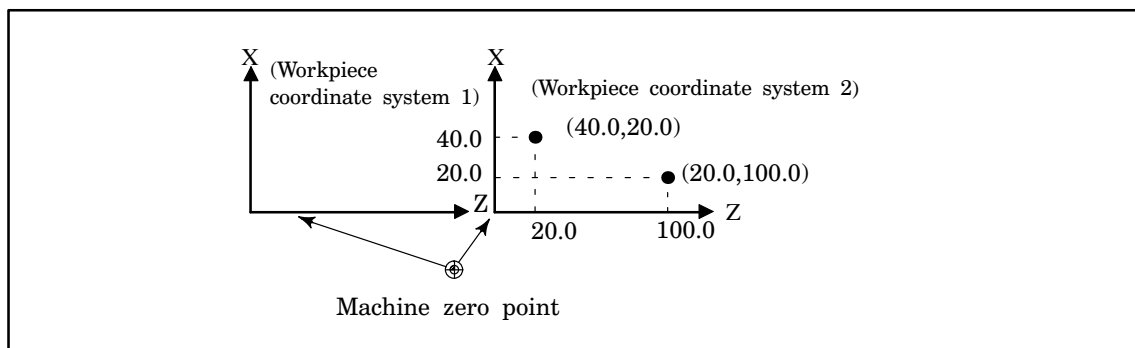 X
(Workpiece
coordinate system 1)
Z
X
(Workpiece coordinate system 2)
40.0
(40.0,20.0)
20.0
(20.0,100.0)
Z
20.0
100.0
Machine zero point